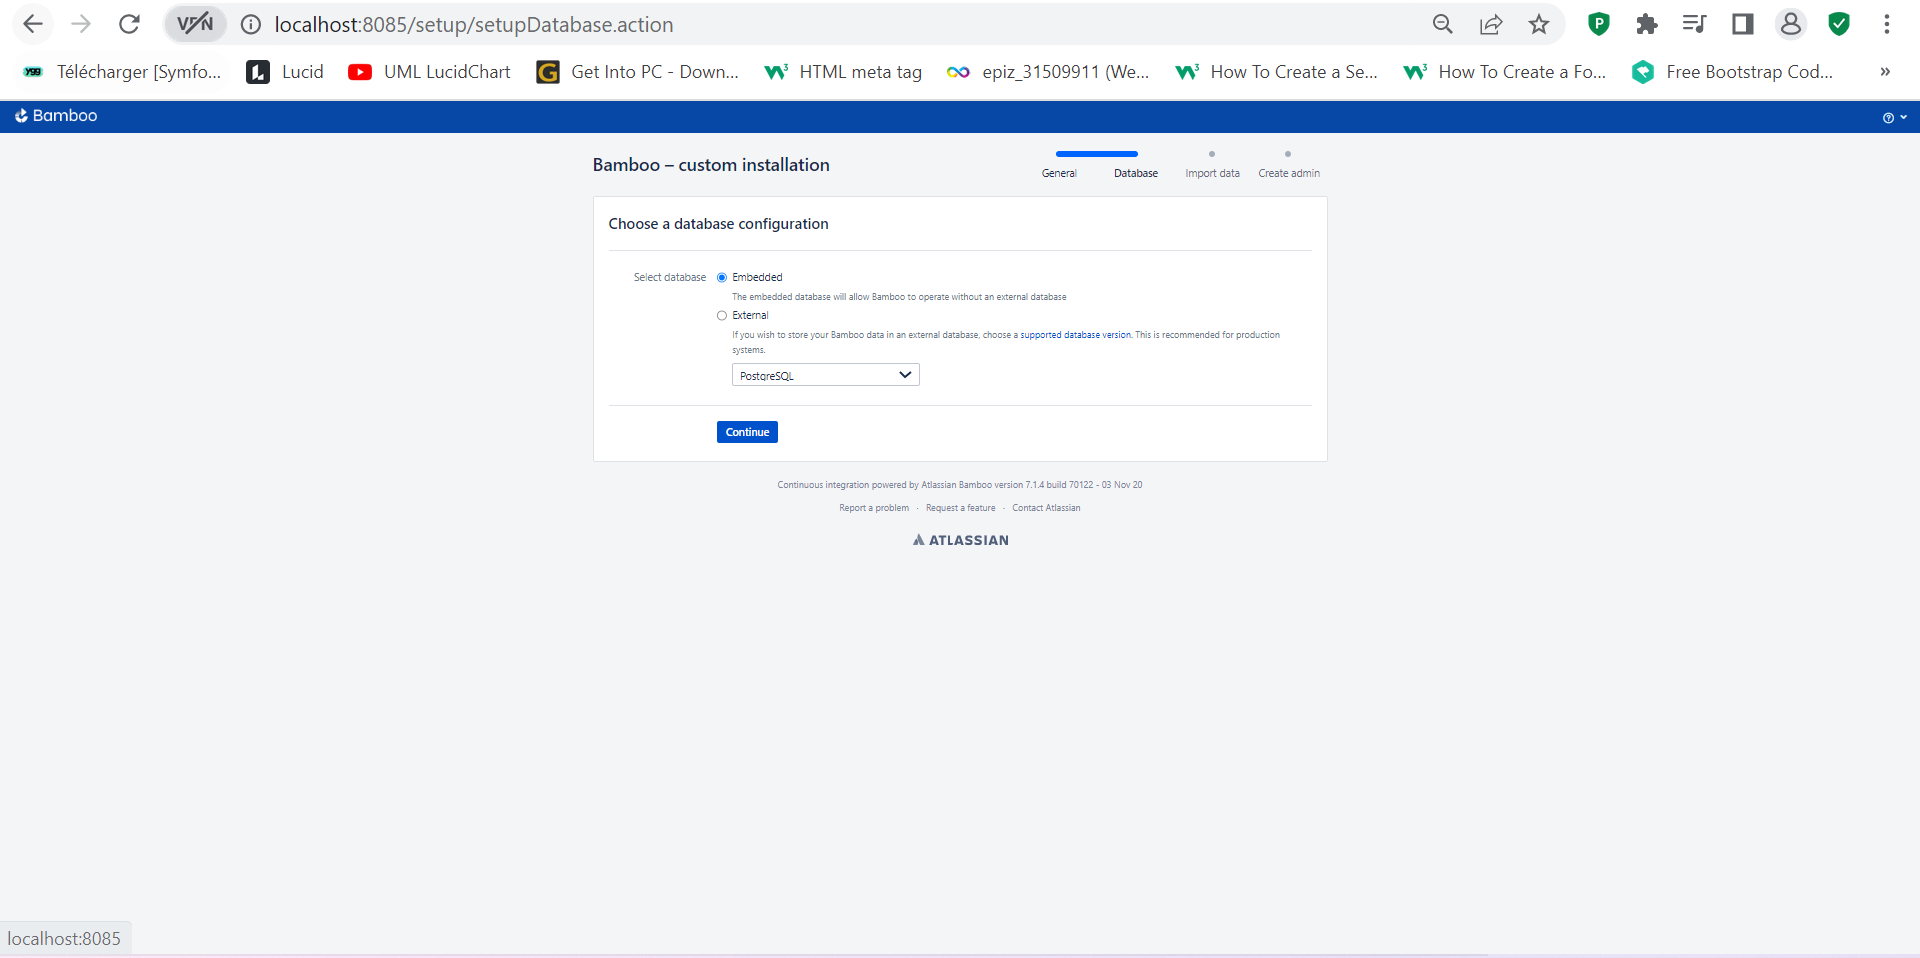 VPN
localhost:8085/setup/setupDatabase.action
P
Ygg Télécharger [Symfo... Lucid UML LucidChart G Get Into PC - Down... HTML meta tag epiz_31509911 (We... How To Create a Se... How To Create a Fo... Free Bootstrap Cod... »
Bamboo
Bamboo – custom installation
General Database Import data Create admin
Choose a database configuration
Select database Embedded
The embedded database will allow Bamboo to operate without an external database
External
If you wish to store your Bamboo data in an external database, choose a supported database version. This is recommended for production
systems.
PostgreSQL
Continue
Continuous integration powered by Atlassian Bamboo version 7.1.4 build 70122 - 03 Nov 20
Report a problem · Request a feature · Contact Atlassian
ATLASSIAN
localhost:8085